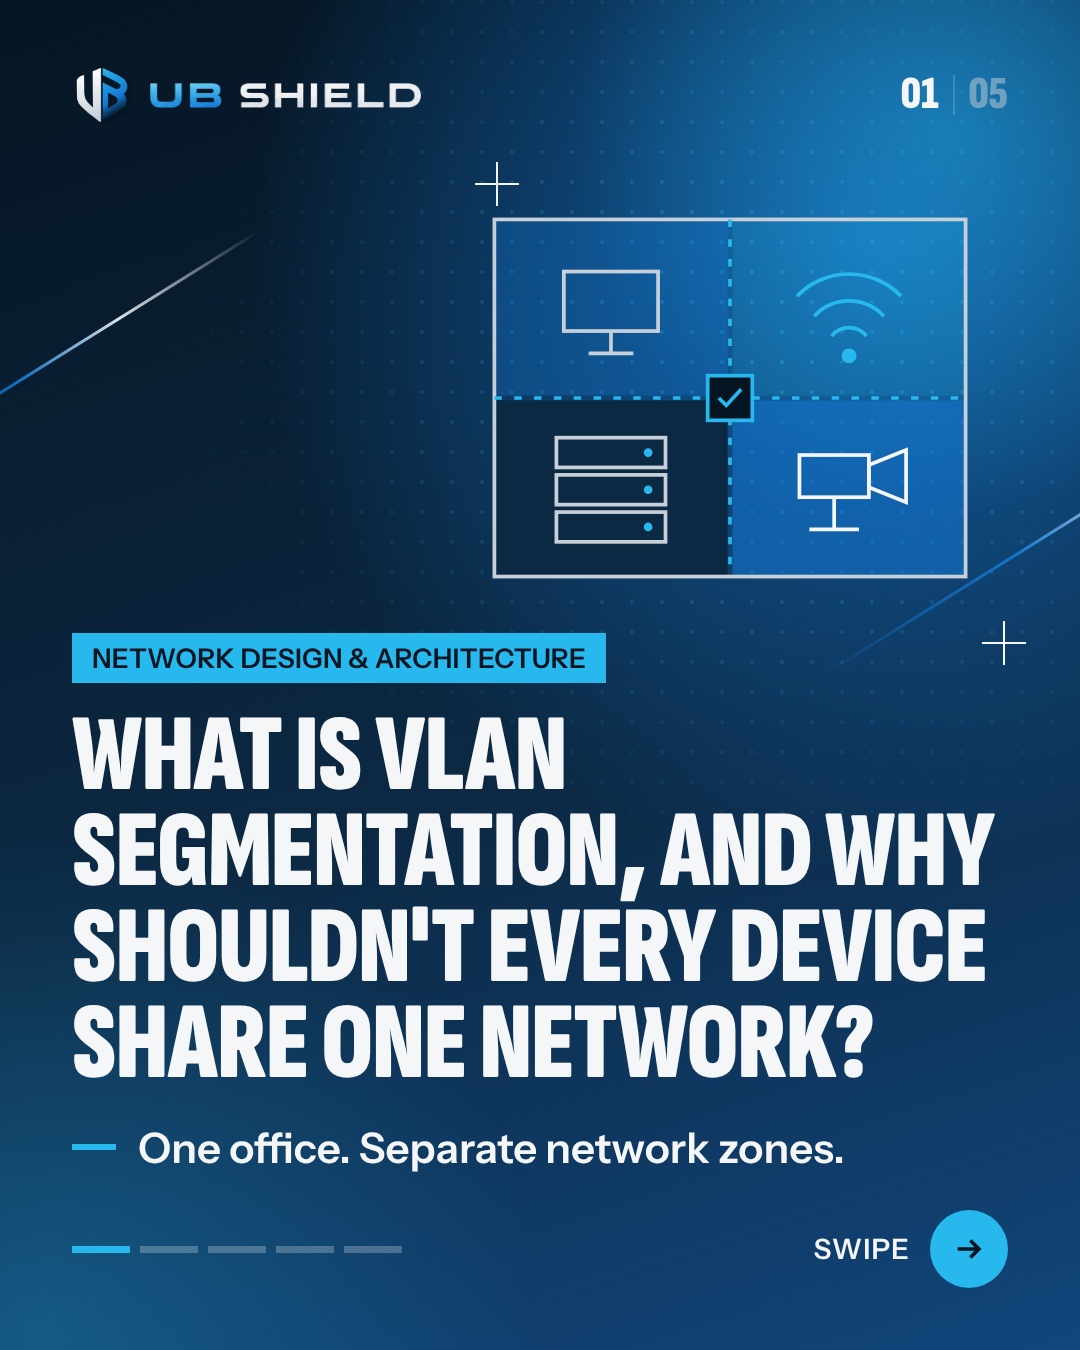 UB SHIELD
01 | 05
NETWORK DESIGN & ARCHITECTURE
WHAT IS VLAN
SEGMENTATION, AND WHY
SHOULDN'T EVERY DEVICE
SHARE ONE NETWORK?
One office. Separate network zones.
SWIPE